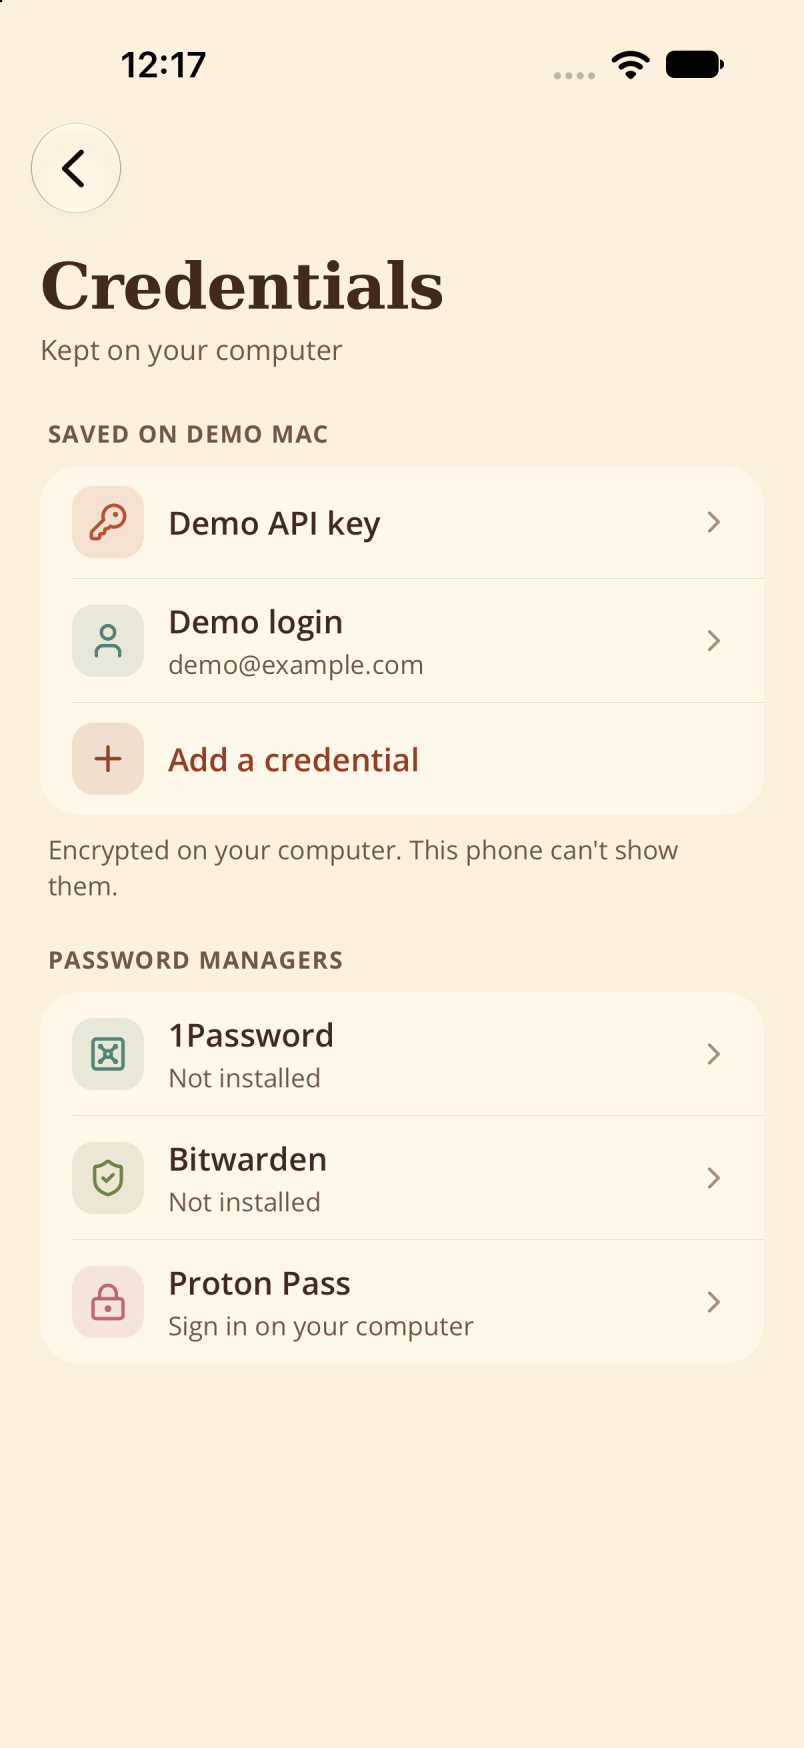 12:17
Credentials
Kept on your computer
SAVED ON DEMO MAC
Demo API key
Demo login
demo@example.com
Add a credential
Encrypted on your computer. This phone can't show
them.
PASSWORD MANAGERS
1Password
Not installed
Bitwarden
Not installed
Proton Pass
Sign in on your computer